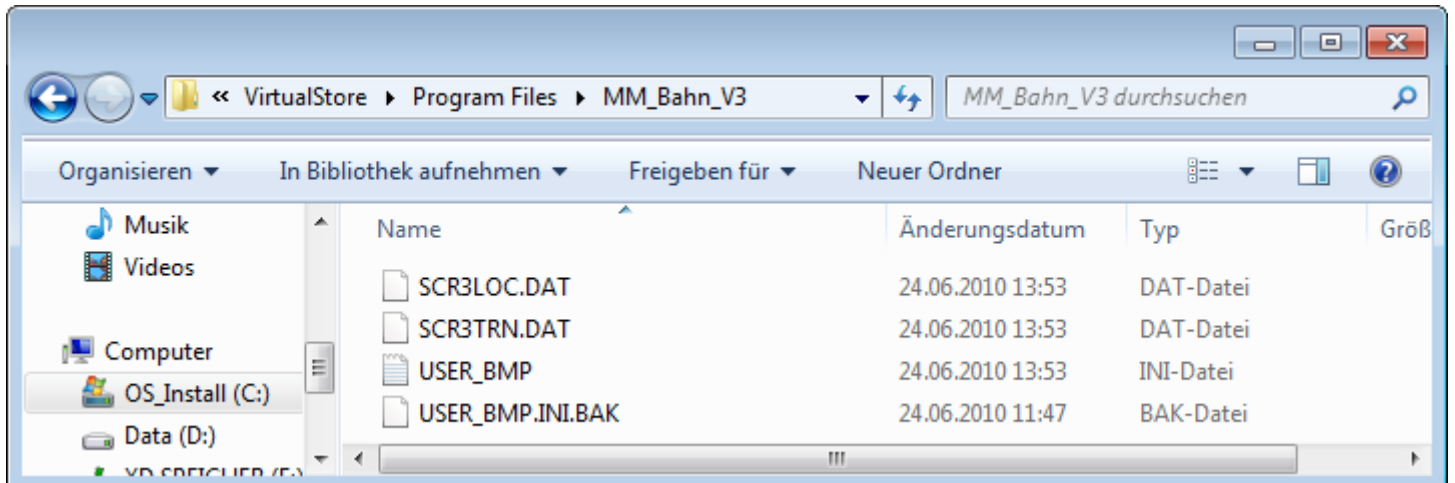 « VirtualStore ▸ Program Files ▸ MM_Bahn_V3 MM_Bahn_V3 durchsuchen
Organisieren In Bibliothek aufnehmen Freigeben für Neuer Ordner
Musik
Videos
Computer
OS_Install (C:)
Data (D:)
Name Änderungsdatum Typ Größ
SCR3LOC.DAT 24.06.2010 13:53 DAT-Datei
SCR3TRN.DAT 24.06.2010 13:53 DAT-Datei
USER_BMP 24.06.2010 13:53 INI-Datei
USER_BMP.INI.BAK 24.06.2010 11:47 BAK-Datei